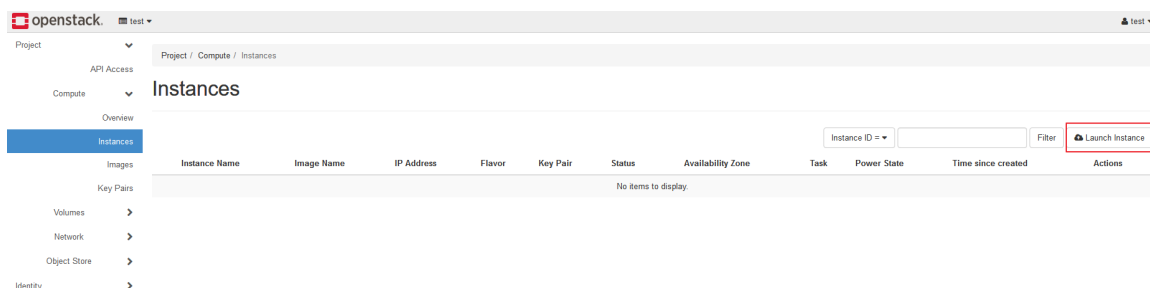 openstack. test test
Project
API Access
Compute
Overview
Instances
Images
Key Pairs
Volumes
Network
Object Store
Identity
Project / Compute / Instances
Instances
Instance ID = Filter Launch Instance
Instance Name Image Name IP Address Flavor Key Pair Status Availability Zone Task Power State Time since created Actions
No items to display.